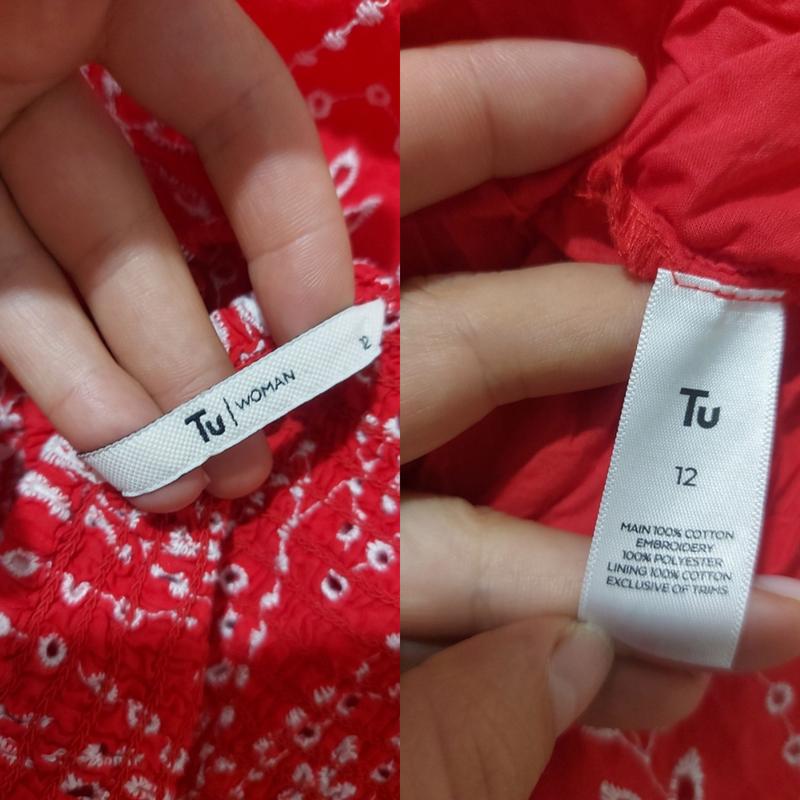 Tu | WOMAN
12
Tu
12
MAIN 100% COTTON
EMBROIDERY
100% POLYESTER
LINING 100% COTTON
EXCLUSIVE OF TRIMS